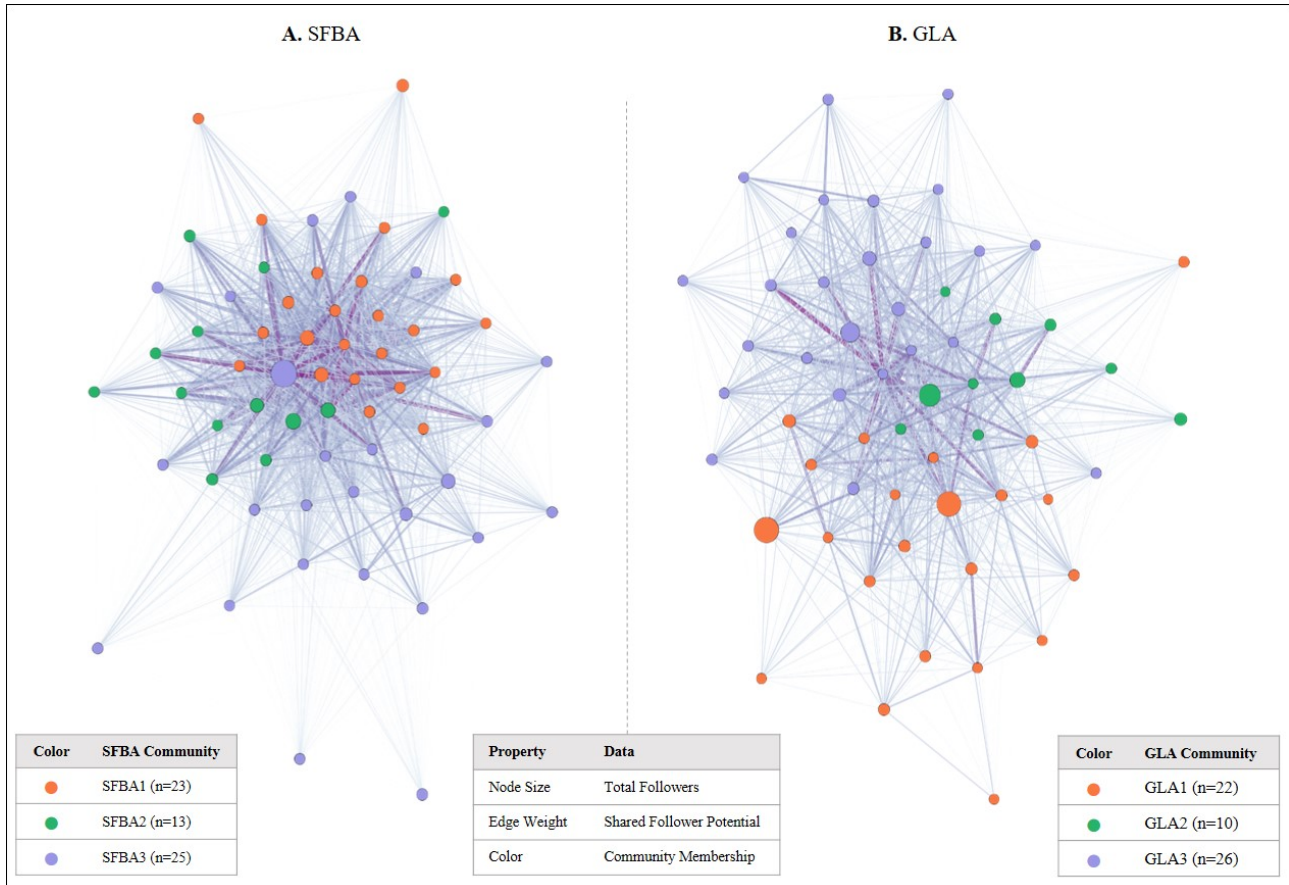 A. SFBA
B. GLA
Color SFBA Community
SFBA1 (n=23)
SFBA2 (n=13)
SFBA3 (n=25)
Property Data
Node Size Total Followers
Edge Weight Shared Follower Potential
Color Community Membership
Color GLA Community
GLA1 (n=22)
GLA2 (n=10)
GLA3 (n=26)